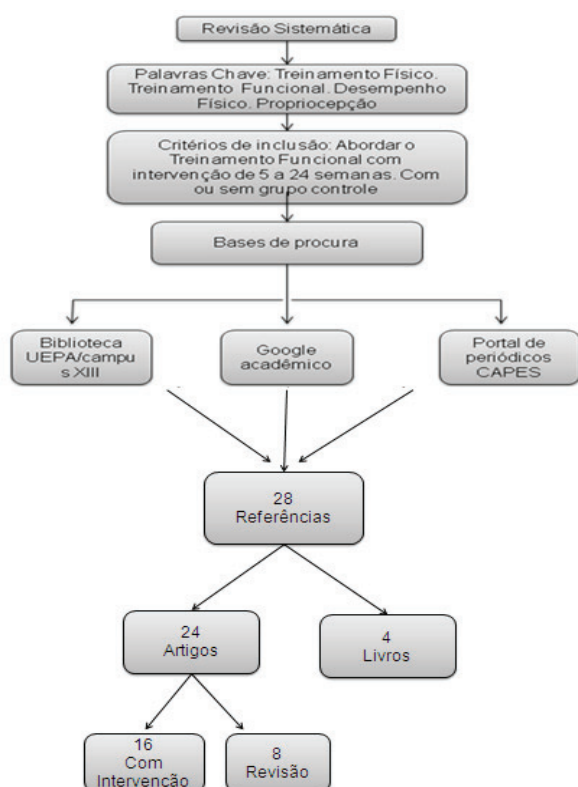 Revisão Sistemática
Palavras Chave: Treinamento Físico.
Treinamento Funcional. Desempenho
Físico. Propriocepção
Critérios de inclusão: Abordar o
Treinamento Funcional com
intervenção de 5 a 24 semanas. Com
ou sem grupo controle
Bases de procura
Biblioteca
UEPA/campu
s XIII
Google
acadêmico
Portal de
periódicos
CAPES
28
Referências
24
Artigos
4
Livros
16
Com
Intervenção
8
Revisão